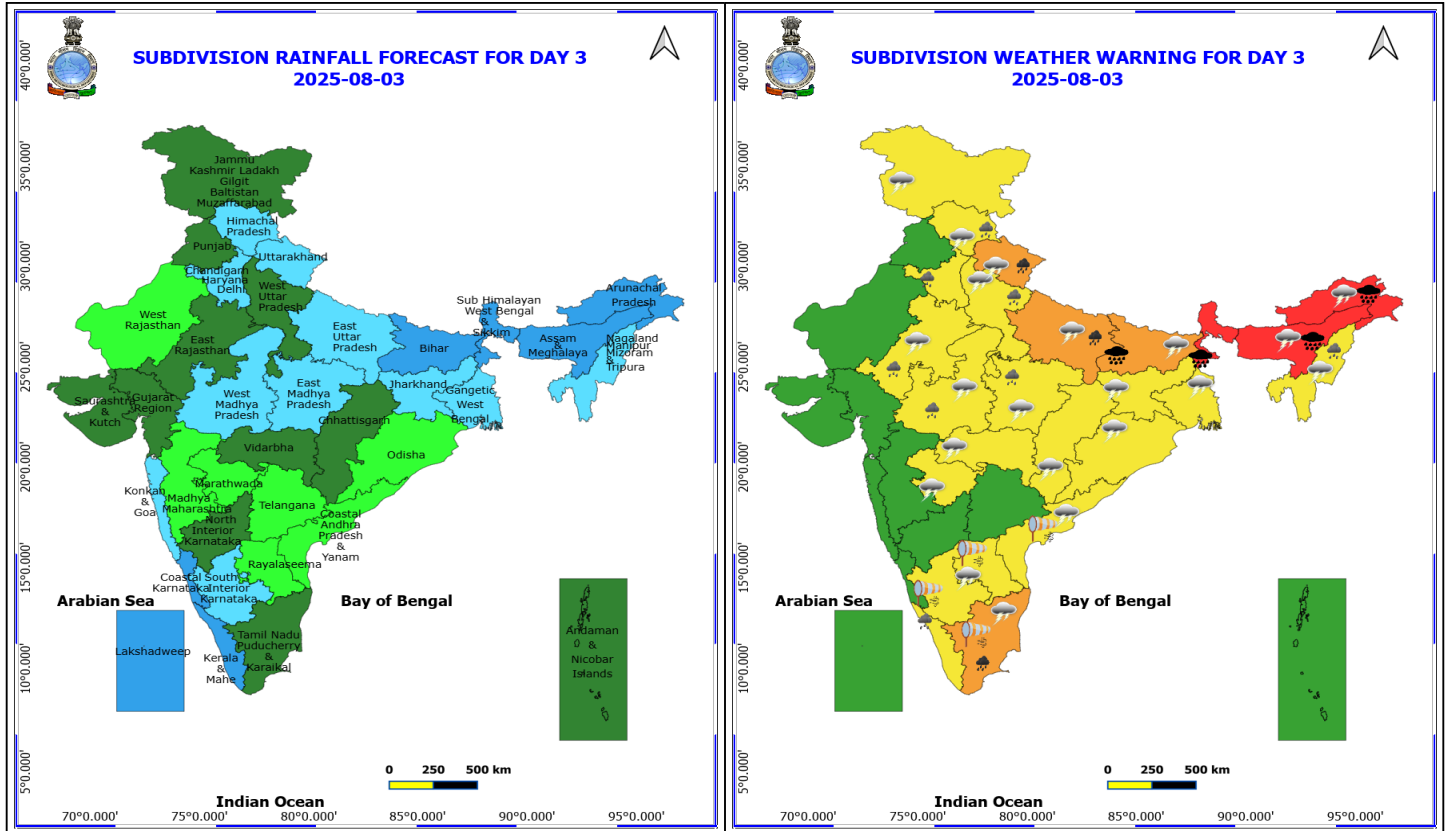 SUBDIVISION RAINFALL FORECAST FOR DAY 3
2025-08-03
40°0.000'
35°0.000'
30°0.000'
25°0.000'
20°0.000'
15°0.000'
10°0.000'
5°0.000'
Jammu
Kashmir Ladakh
Gilgit
Baltistan
Muzaffarabad
Himachal
Pradesh
Punjab
Uttarakhand
Chandigarh
Haryana
Delhi
West
Uttar
Pradesh
West
Rajasthan
East
Rajasthan
East
Uttar
Pradesh
Bihar
Sub Himalayan
West Bengal
&
Sikkim
Arunachal
Pradesh
Assam
&
Meghalaya
Nagaland
Manipur
Mizoram
&
Tripura
Saurashtra
&
Kutch
Gujarat
Region
West
Madhya
Pradesh
East
Madhya
Pradesh
Jharkhand
Gangetic
West
Bengal
Chhattisgarh
Vidarbha
Odisha
Konkan
&
Goa
Madhya
Maharashtra
Marathwada
Telangana
North
Interior
Karnataka
Coastal
Andhra
Pradesh
&
Yanam
Rayalaseema
Coastal
Karnataka
South
Interior
Karnataka
Arabian Sea
Bay of Bengal
Lakshadweep
Kerala
&
Mahe
Tamil Nadu
Puducherry
&
Karaikal
Andaman
&
Nicobar
Islands
0 250 500 km
Indian Ocean
70°0.000' 75°0.000' 80°0.000' 85°0.000' 90°0.000' 95°0.000'
SUBDIVISION WEATHER WARNING FOR DAY 3
2025-08-03
40°0.000'
35°0.000'
30°0.000'
25°0.000'
20°0.000'
15°0.000'
10°0.000'
5°0.000'
Arabian Sea
Bay of Bengal
0 250 500 km
Indian Ocean
70°0.000' 75°0.000' 80°0.000' 85°0.000' 90°0.000' 95°0.000'